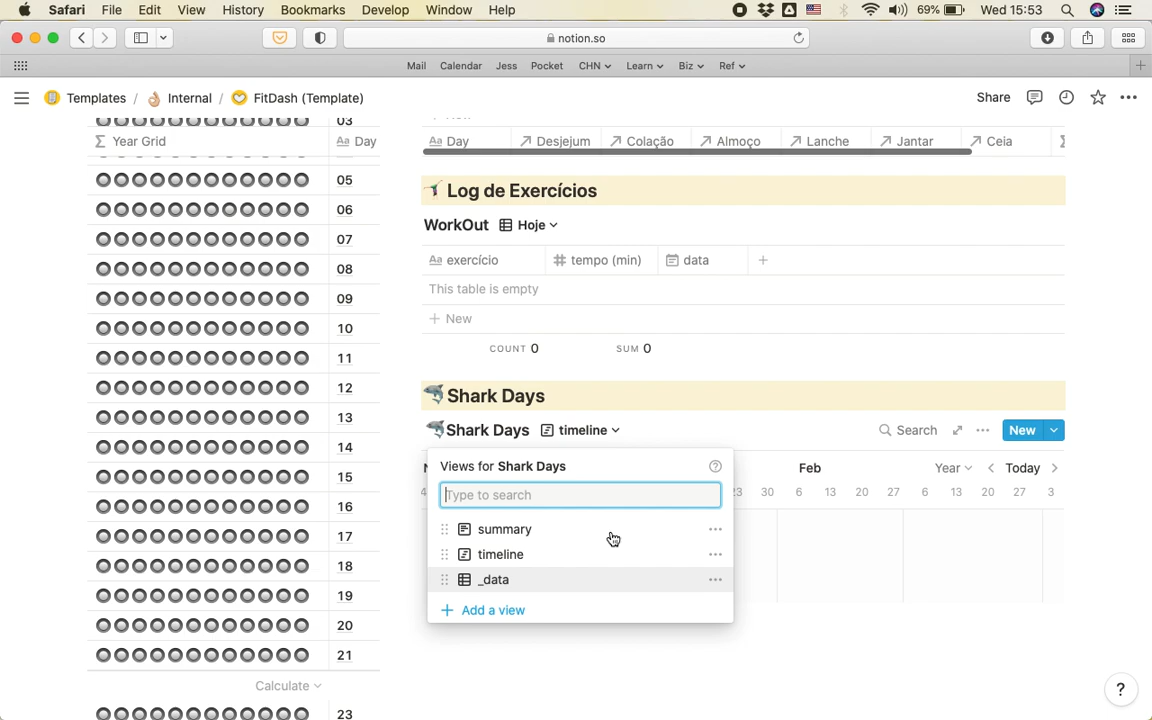 Safari File Edit View History Bookmarks Develop Window Help 69% Wed 15:53
notion.so
Mail Calendar Jess Pocket CHN Learn Biz Ref
Templates / Internal / FitDash (Template) Share
03
Year Grid Day
05
06
07
08
09
10
11
12
13
14
15
16
17
18
19
20
21
Calculate
23
Day Desjejum Colação Almoço Lanche Jantar Ceia
Log de Exercícios
WorkOut Hoje
exercício tempo (min) data
This table is empty
New
COUNT 0 SUM 0
Shark Days
Shark Days timeline Search New
Feb Year Today
23 30 6 13 20 27 6 13 20 27 3
Views for Shark Days
Type to search
summary
timeline
_data
Add a view
?